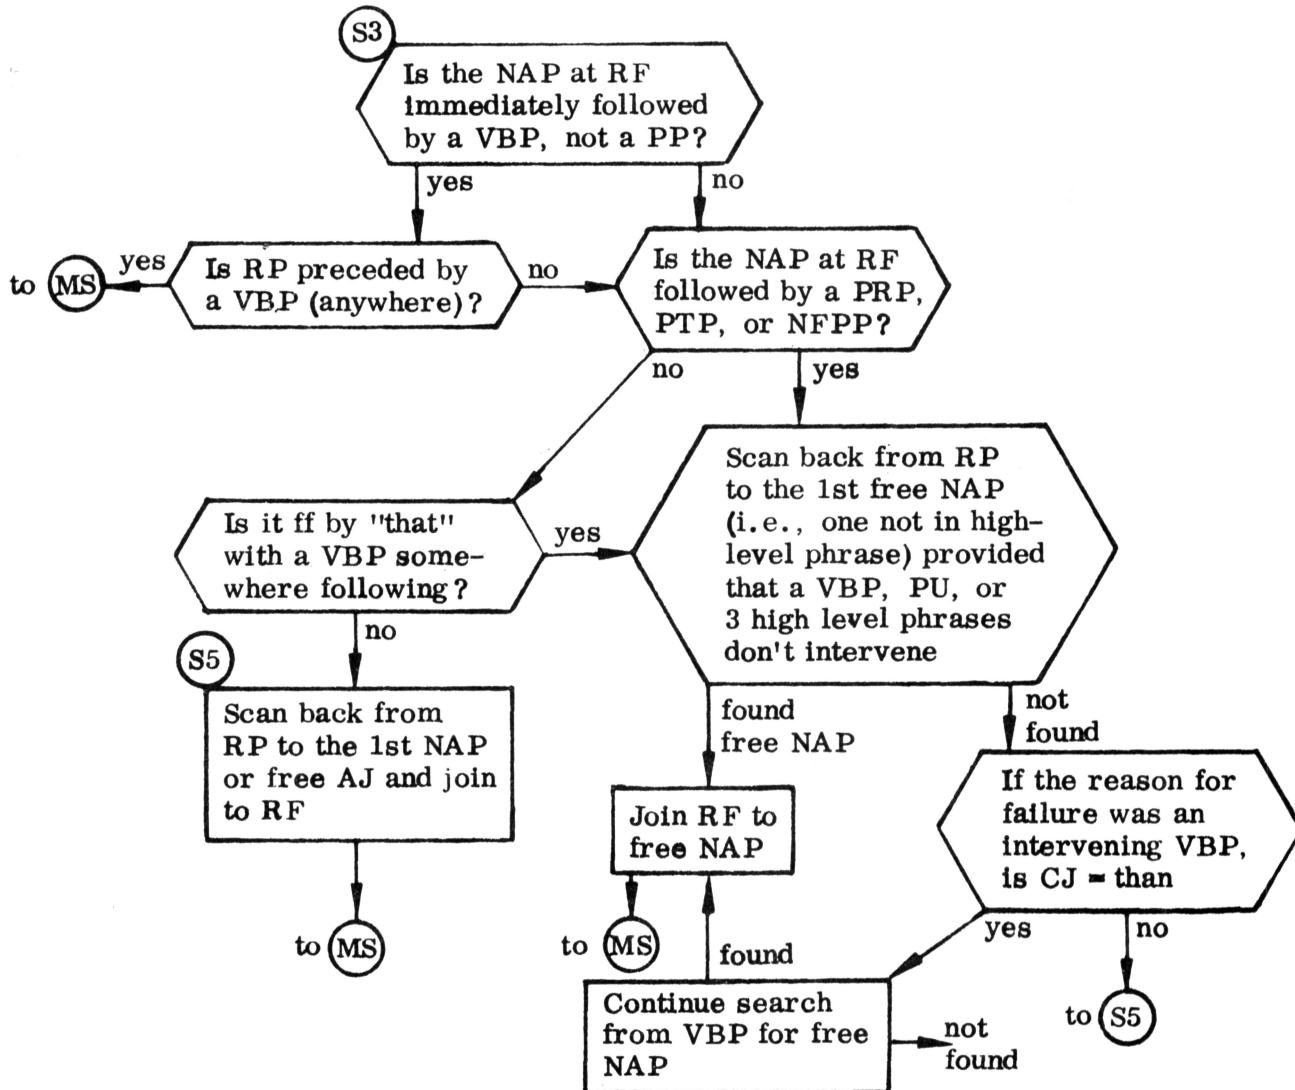 S3
Is the NAP at RF
immediately followed
by a VBP, not a PP?
yes
no
to MS
yes
Is RP preceded by
a VBP (anywhere)?
no
Is the NAP at RF
followed by a PRP,
PTP, or NFPP?
no
yes
Is it ff by "that"
with a VBP some-
where following?
yes
no
Scan back from RP
to the 1st free NAP
(i.e., one not in high-
level phrase) provided
that a VBP, PU, or
3 high level phrases
don't intervene
S5
Scan back from
RP to the 1st NAP
or free AJ and join
to RF
to MS
found
free NAP
not
found
Join RF to
free NAP
to MS
found
If the reason for
failure was an
intervening VBP,
is CJ = than
yes
no
to S5
Continue search
from VBP for free
NAP
not
found